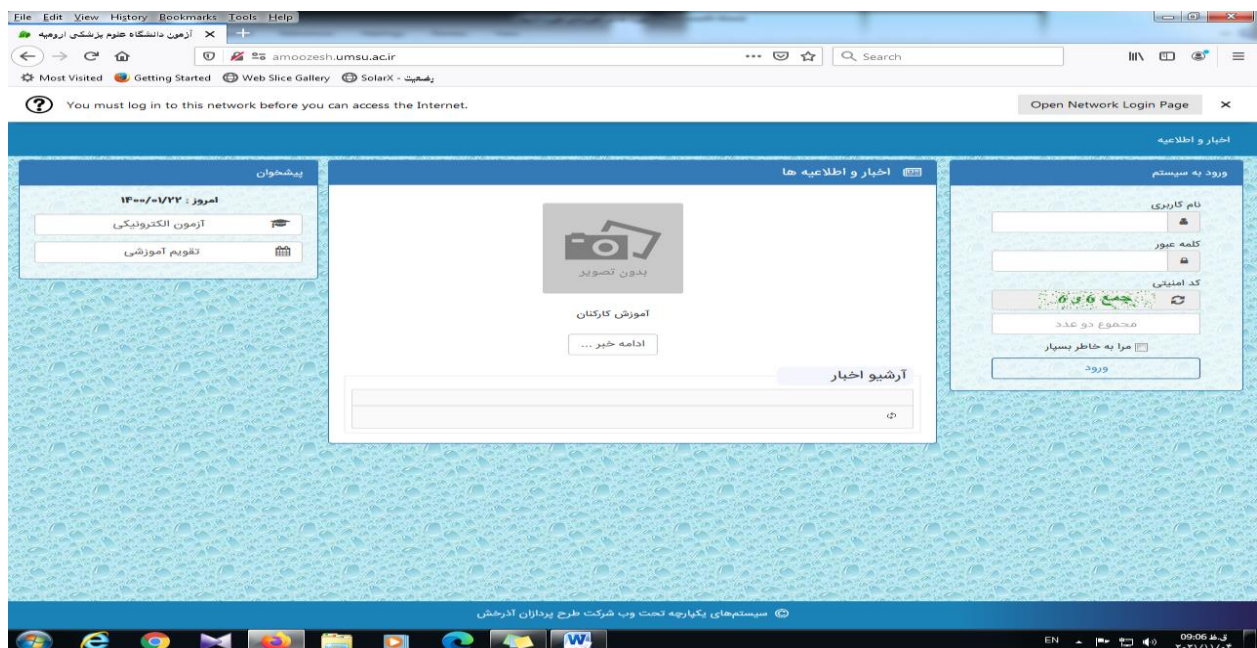 File Edit View History Bookmarks Tools Help
آزمون دانشگاه علوم پزشکی ارومیه
amoozesh.umsu.ac.ir
Search
Most Visited Getting Started Web Slice Gallery SolarX - وضعیت
You must log in to this network before you can access the Internet.
Open Network Login Page
اخبار و اطلاعیه
ورود به سیستم
نام کاربری
کلمه عبور
کد امنیتی
جمع 6 و 6
مجموع دو عدد
مرا به خاطر بسپار
ورود
اخبار و اطلاعیه ها
بدون تصویر
آموزش کارکنان
ادامه خبر ...
آرشیو اخبار
پیشخوان
امروز : ۱۴۰۰/۰۱/۲۲
آزمون الکترونیکی
تقویم آموزشی
سیستم‌های یکپارچه تحت وب شرکت طرح پردازان آذرخش
EN
09:06 ق.ظ